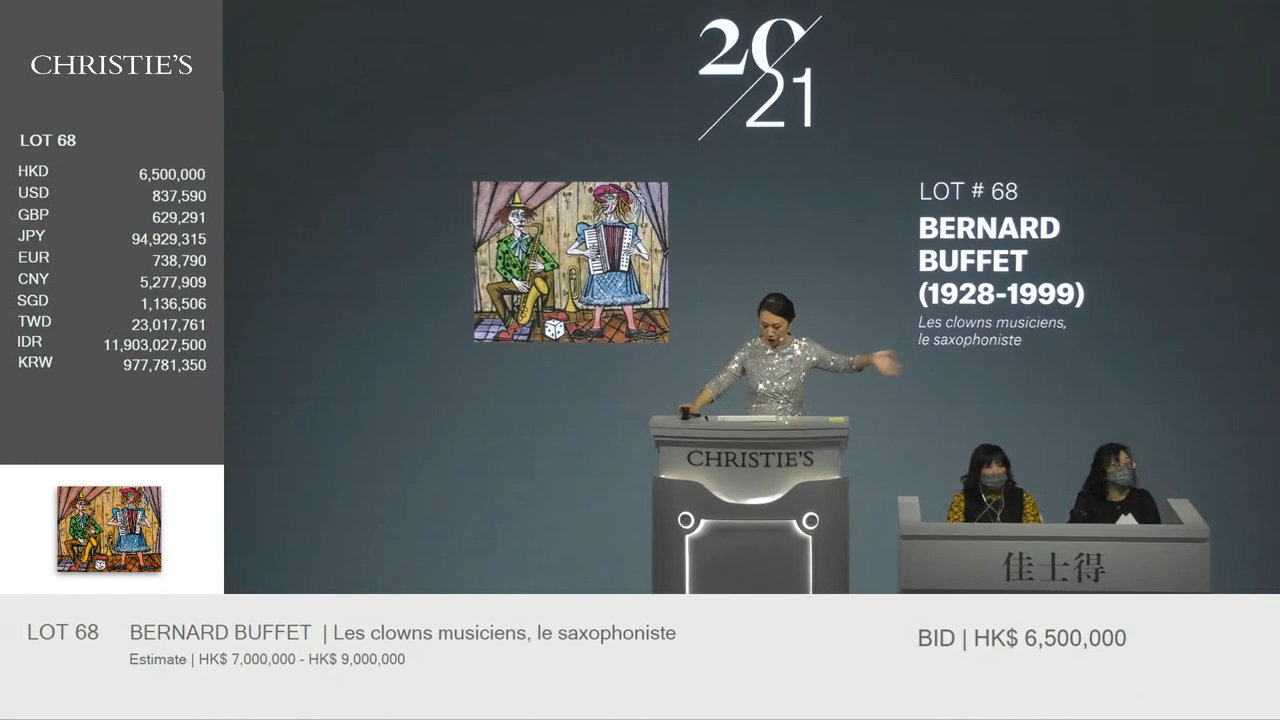 CHRISTIE'S
LOT 68
HKD 6,500,000
USD 837,590
GBP 629,291
JPY 94,929,315
EUR 738,790
CNY 5,277,909
SGD 1,136,506
TWD 23,017,761
IDR 11,903,027,500
KRW 977,781,350
20
21
LOT # 68
BERNARD
BUFFET
(1928-1999)
Les clowns musiciens,
le saxophoniste
CHRISTIE'S
佳士得
LOT 68 BERNARD BUFFET | Les clowns musiciens, le saxophoniste
Estimate | HK$ 7,000,000 - HK$ 9,000,000
BID | HK$ 6,500,000